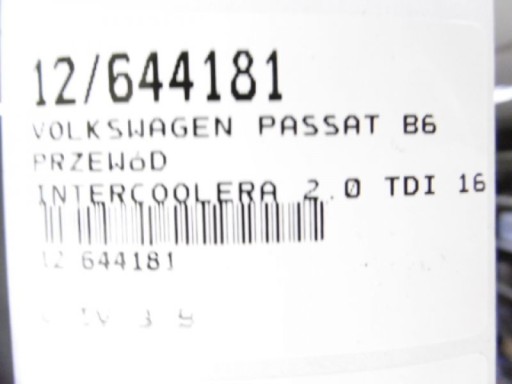 12/644181
VOLKSWAGEN PASSAT B6
PRZEWóD
INTERCOOLERA 2.0 TDI 16
12 644181